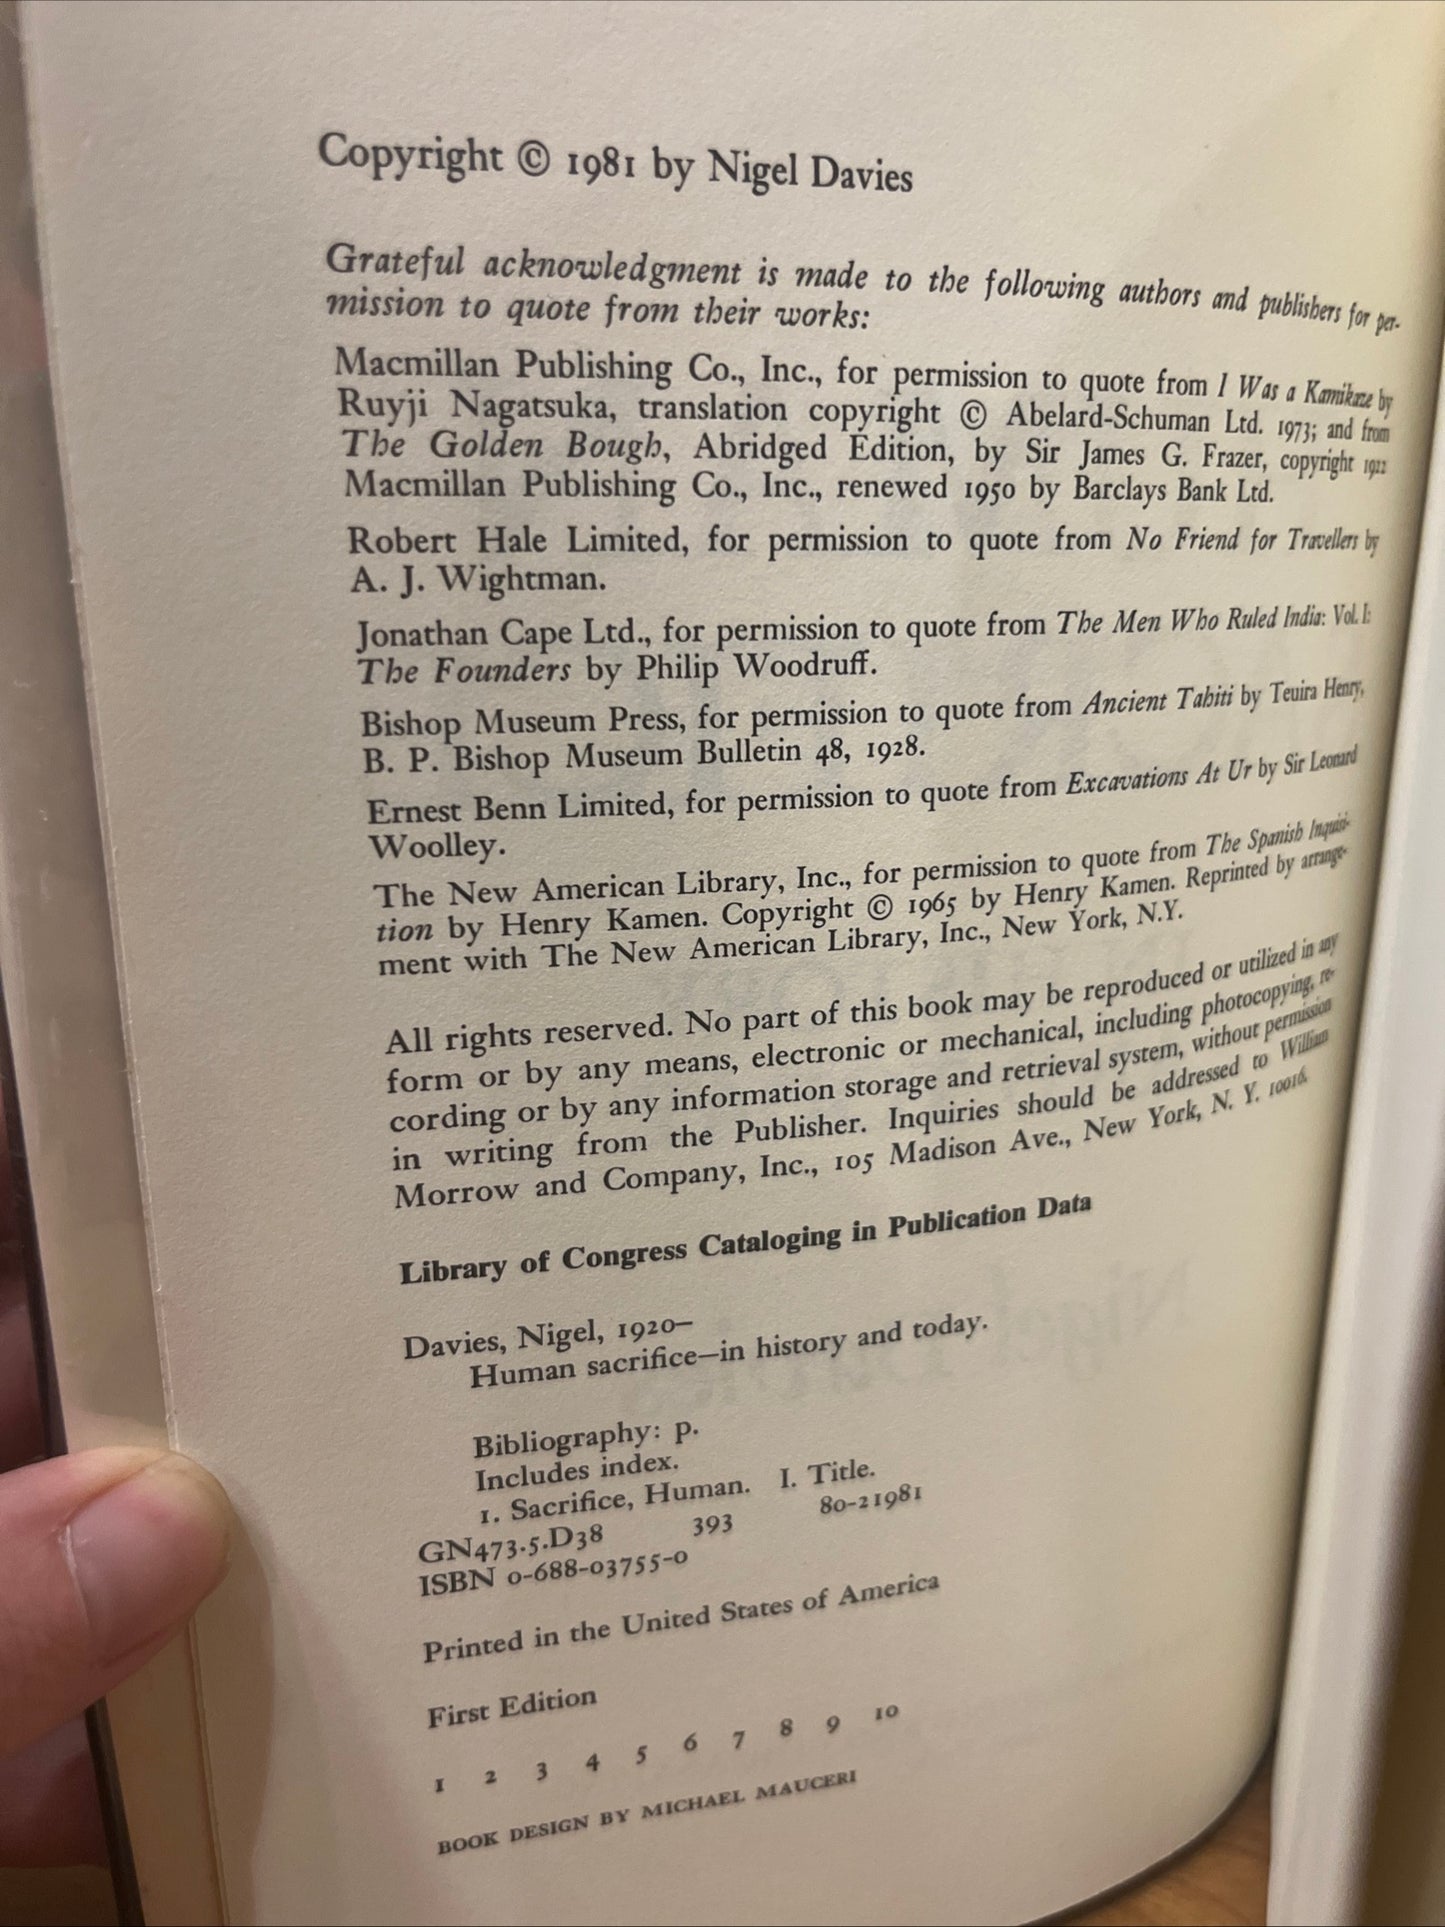 Copyright © 1981 by Nigel Davies
Grateful acknowledgment is made to the following authors and publishers for per-
mission to quote from their works:
Macmillan Publishing Co., Inc., for permission to quote from I Was a Kamikaze by
Ruyji Nagatsuka, translation copyright © Abelard-Schuman Ltd. 1973; and from
The Golden Bough, Abridged Edition, by Sir James G. Frazer, copyright 1922
Macmillan Publishing Co., Inc., renewed 1950 by Barclays Bank Ltd.
Robert Hale Limited, for permission to quote from No Friend for Travellers by
A. J. Wightman.
Jonathan Cape Ltd., for permission to quote from The Men Who Ruled India: Vol. I:
The Founders by Philip Woodruff.
Bishop Museum Press, for permission to quote from Ancient Tahiti by Teuira Henry,
B. P. Bishop Museum Bulletin 48, 1928.
Ernest Benn Limited, for permission to quote from Excavations At Ur by Sir Leonard
Woolley.
The New American Library, Inc., for permission to quote from The Spanish Inquisi-
tion by Henry Kamen. Copyright © 1965 by Henry Kamen. Reprinted by arrange-
ment with The New American Library, Inc., New York, N.Y.
All rights reserved. No part of this book may be reproduced or utilized in any
form or by any means, electronic or mechanical, including photocopying, re-
cording or by any information storage and retrieval system, without permission
in writing from the Publisher. Inquiries should be addressed to William
Morrow and Company, Inc., 105 Madison Ave., New York, N. Y. 10016.
Library of Congress Cataloging in Publication Data
Davies, Nigel, 1920–
Human sacrifice—in history and today.
Bibliography: p.
Includes index.
1. Sacrifice, Human. I. Title.
GN473.5.D38 393 80-21981
ISBN 0-688-03755-0
Printed in the United States of America
First Edition
1 2 3 4 5 6 7 8 9 10
BOOK DESIGN BY MICHAEL MAUCERI